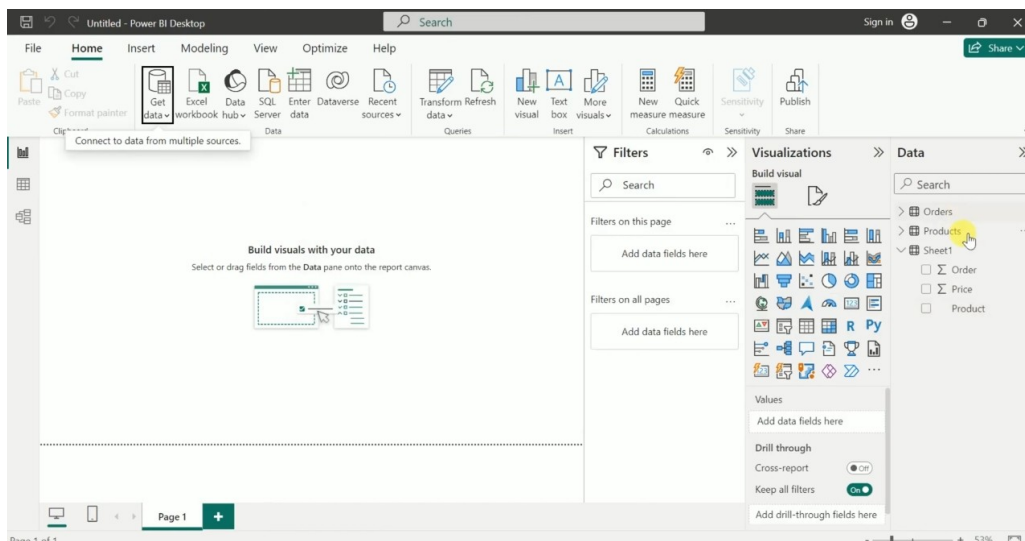 Untitled - Power BI Desktop
Search
Sign in
File Home Insert Modeling View Optimize Help
Share
Paste
Cut
Copy
Format painter
Get data
Excel workbook
Data hub
SQL Server
Enter data
Dataverse
Recent sources
Transform data
Refresh
New visual
Text box
More visuals
New measure
Quick measure
Sensitivity
Publish
Data
Queries
Insert
Calculations
Sensitivity
Share
Connect to data from multiple sources.
Build visuals with your data
Select or drag fields from the Data pane onto the report canvas.
Filters
Search
Filters on this page
Add data fields here
Filters on all pages
Add data fields here
Visualizations
Build visual
R Py
123
Values
Add data fields here
Drill through
Cross-report
Off
Keep all filters
On
Add drill-through fields here
Data
Search
Orders
Products
Sheet1
Σ Order
Σ Price
Product
Page 1
Page 1 of 1
53%